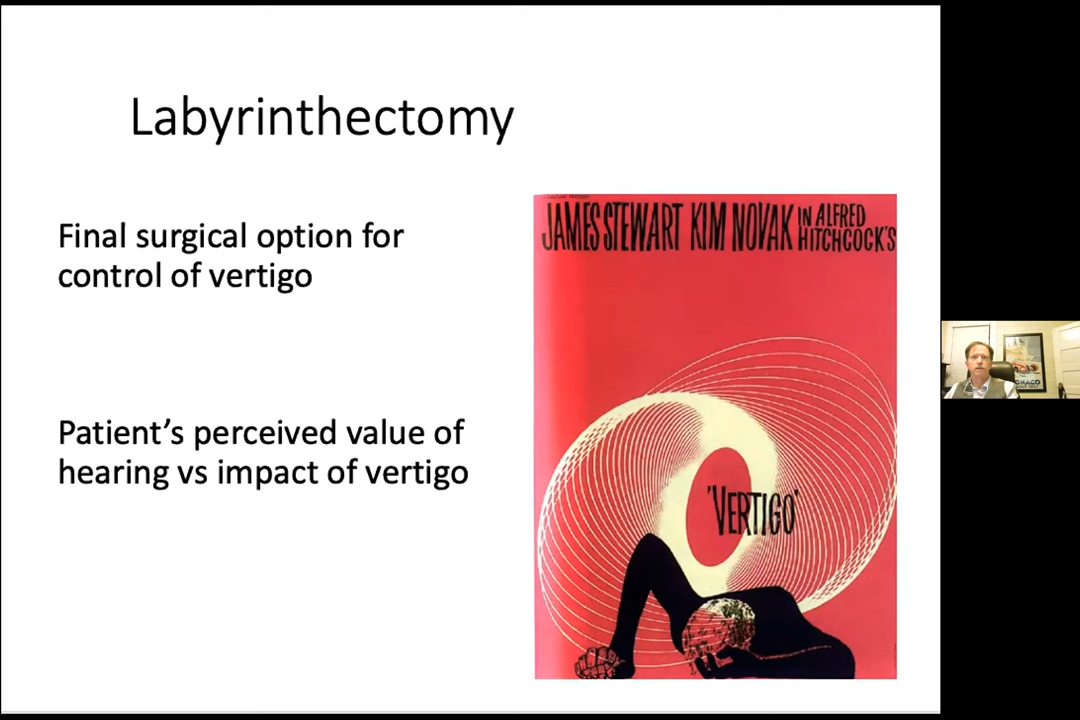 Labyrinthectomy
Final surgical option for
control of vertigo
Patient’s perceived value of
hearing vs impact of vertigo
JAMES STEWART KIM NOVAK IN ALFRED
HITCHCOCK'S
'VERTIGO'